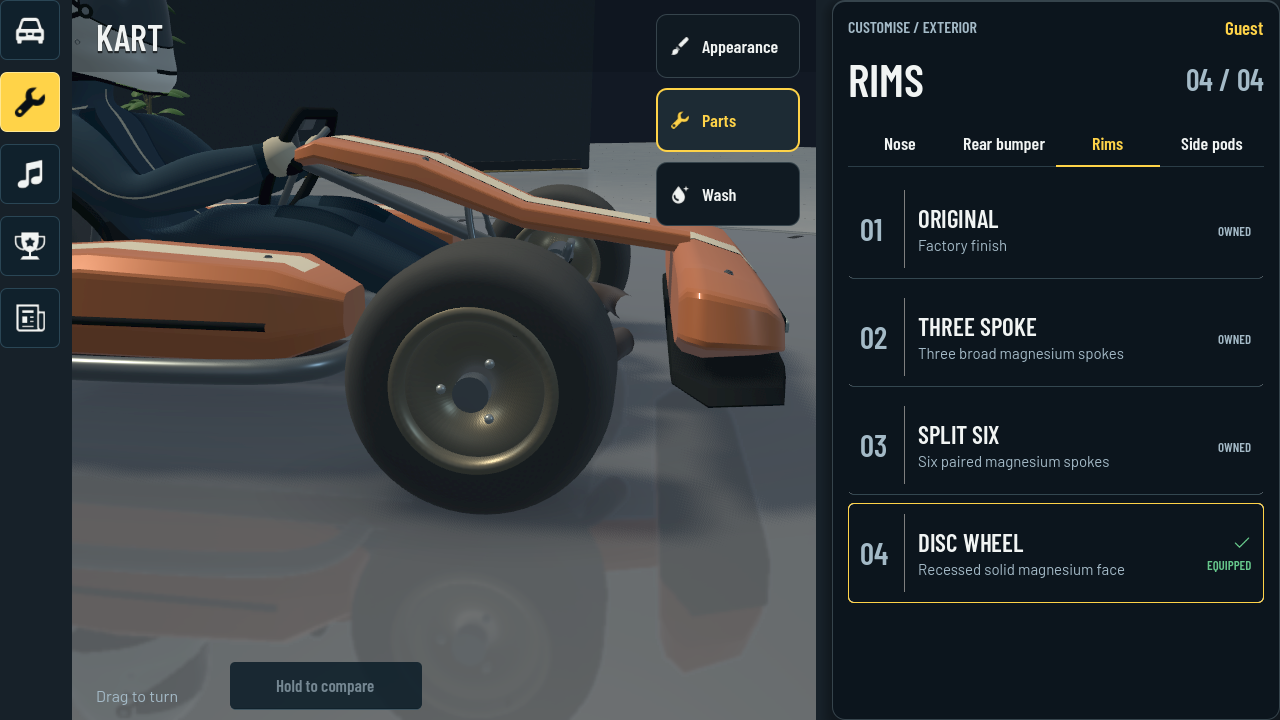 KART
Appearance
Parts
Wash
Drag to turn
Hold to compare
CUSTOMISE / EXTERIOR
Guest
RIMS
04 / 04
Nose
Rear bumper
Rims
Side pods
01
ORIGINAL
Factory finish
OWNED
02
THREE SPOKE
Three broad magnesium spokes
OWNED
03
SPLIT SIX
Six paired magnesium spokes
OWNED
04
DISC WHEEL
Recessed solid magnesium face
EQUIPPED